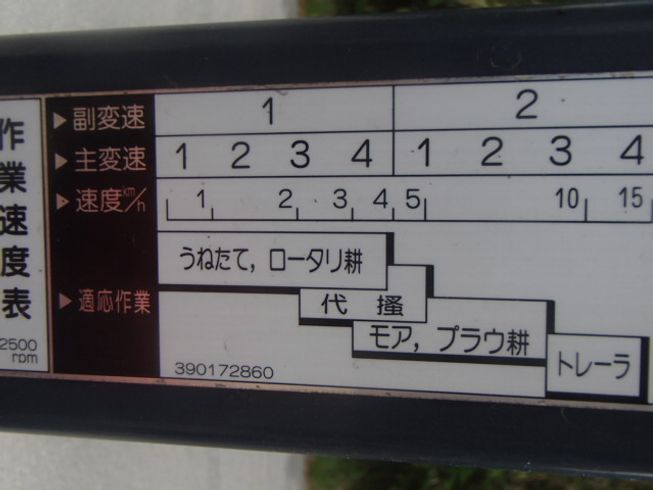 作業速度表
2500
rpm
▶副変速 1 2
▶主変速 1 2 3 4 1 2 3 4
▶速度km/h 1 2 3 4 5 10 15
▶適応作業
うねたて，ロータリ耕
代掻
モア，プラウ耕
トレーラ
390172860